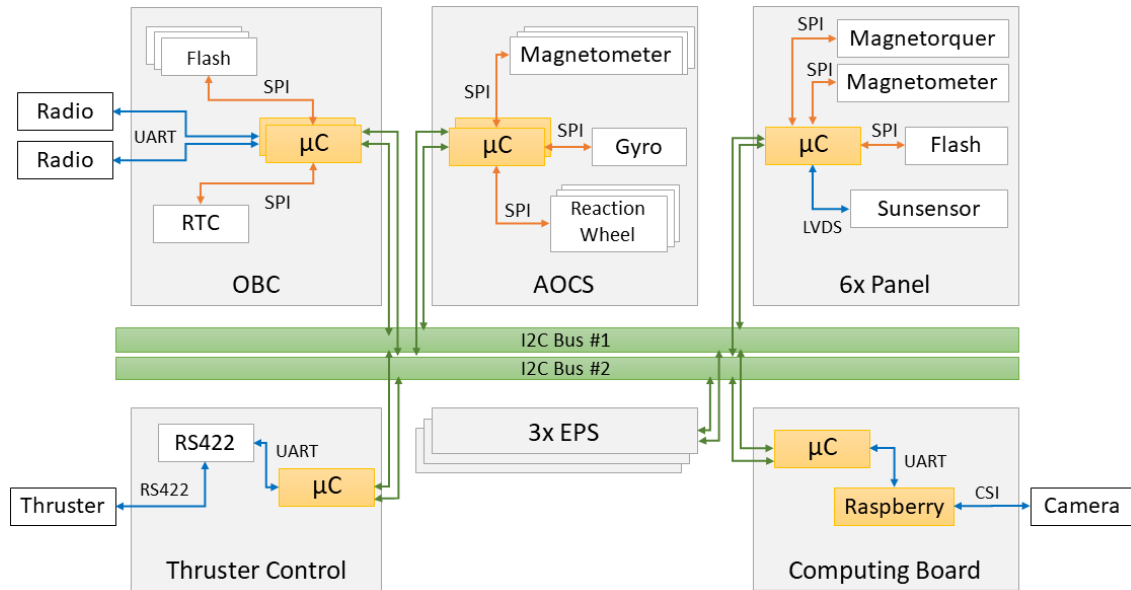 Flash
SPI
Radio
UART
Radio
μC
SPI
RTC
OBC
Magnetometer
SPI
μC
SPI
Gyro
SPI
Reaction
Wheel
AOCS
SPI
Magnetorquer
SPI
Magnetometer
μC
SPI
Flash
LVDS
Sunsensor
6x Panel
I2C Bus #1
I2C Bus #2
RS422
UART
μC
RS422
Thruster
Thruster Control
3x EPS
μC
UART
Raspberry
CSI
Camera
Computing Board